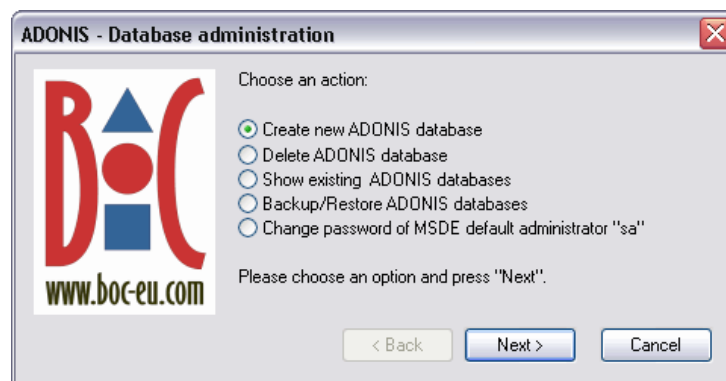 ADONIS - Database administration
Choose an action:
Create new ADONIS database
Delete ADONIS database
Show existing ADONIS databases
Backup/Restore ADONIS databases
Change password of MSDE default administrator "sa"
Please choose an option and press "Next".
BOC
www.boc-eu.com
< Back
Next >
Cancel